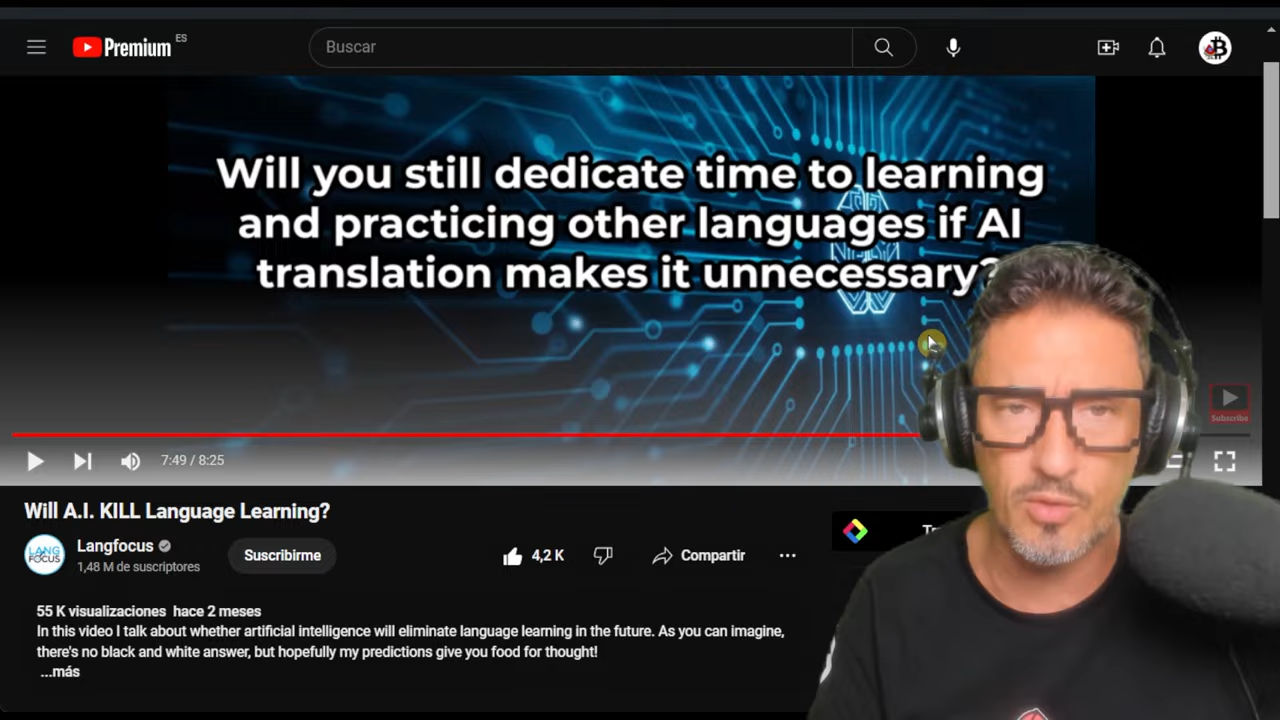 Premium ES
Buscar
Will you still dedicate time to learning
and practicing other languages if AI
translation makes it unnecessary?
Subscribe
7:49 / 8:25
Will A.I. KILL Language Learning?
LANG
FOCUS
Langfocus
1,48 M de suscriptores
Suscribirme
4,2 K
Compartir
55 K visualizaciones hace 2 meses
In this video I talk about whether artificial intelligence will eliminate language learning in the future. As you can imagine,
there's no black and white answer, but hopefully my predictions give you food for thought!
...más